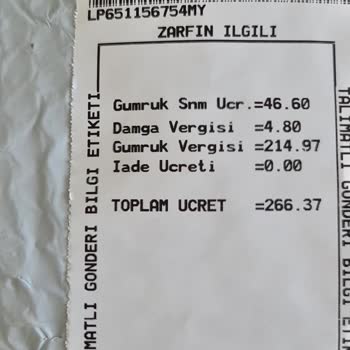 LP651156754MY
ZARFIN ILGILI
TALIMATLI GONDERI BILGI ETIKETI
Gumruk Snm Ucr.=46.60
Damga Vergisi =4.80
Gumruk Vergisi =214.97
Iade Ucreti =0.00
TOPLAM UCRET =266.37
MATLI GONDERI BILGI ETIKETI